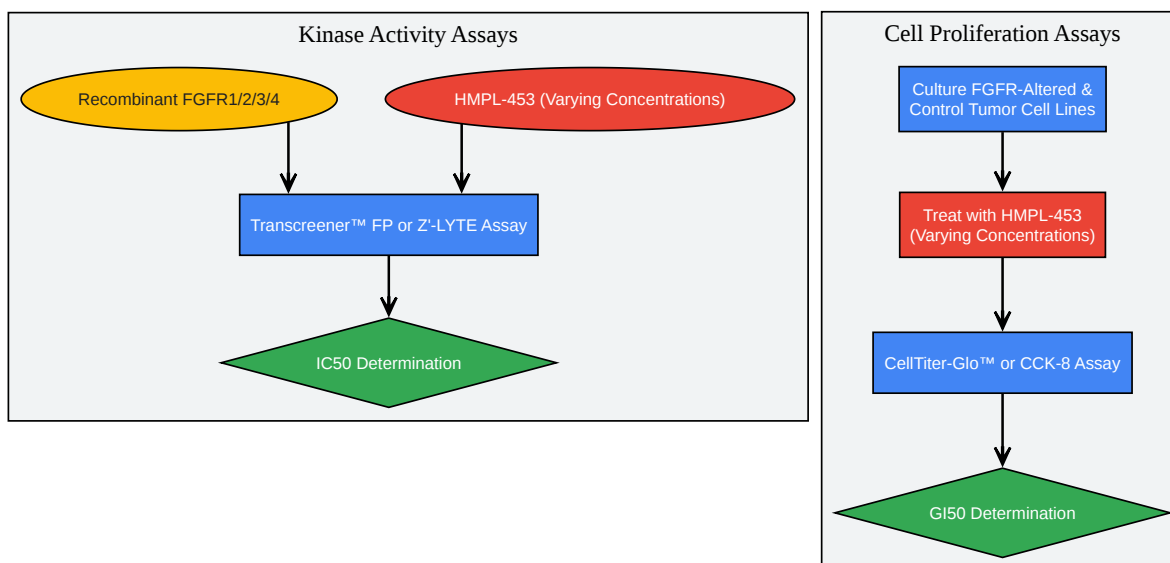 Kinase Activity Assays
Recombinant FGFR1/2/3/4
HMPL-453 (Varying Concentrations)
Transcreener™ FP or Z'-LYTE Assay
IC50 Determination
Cell Proliferation Assays
Culture FGFR-Altered &
Control Tumor Cell Lines
Treat with HMPL-453
(Varying Concentrations)
CellTiter-Glo™ or CCK-8 Assay
GI50 Determination